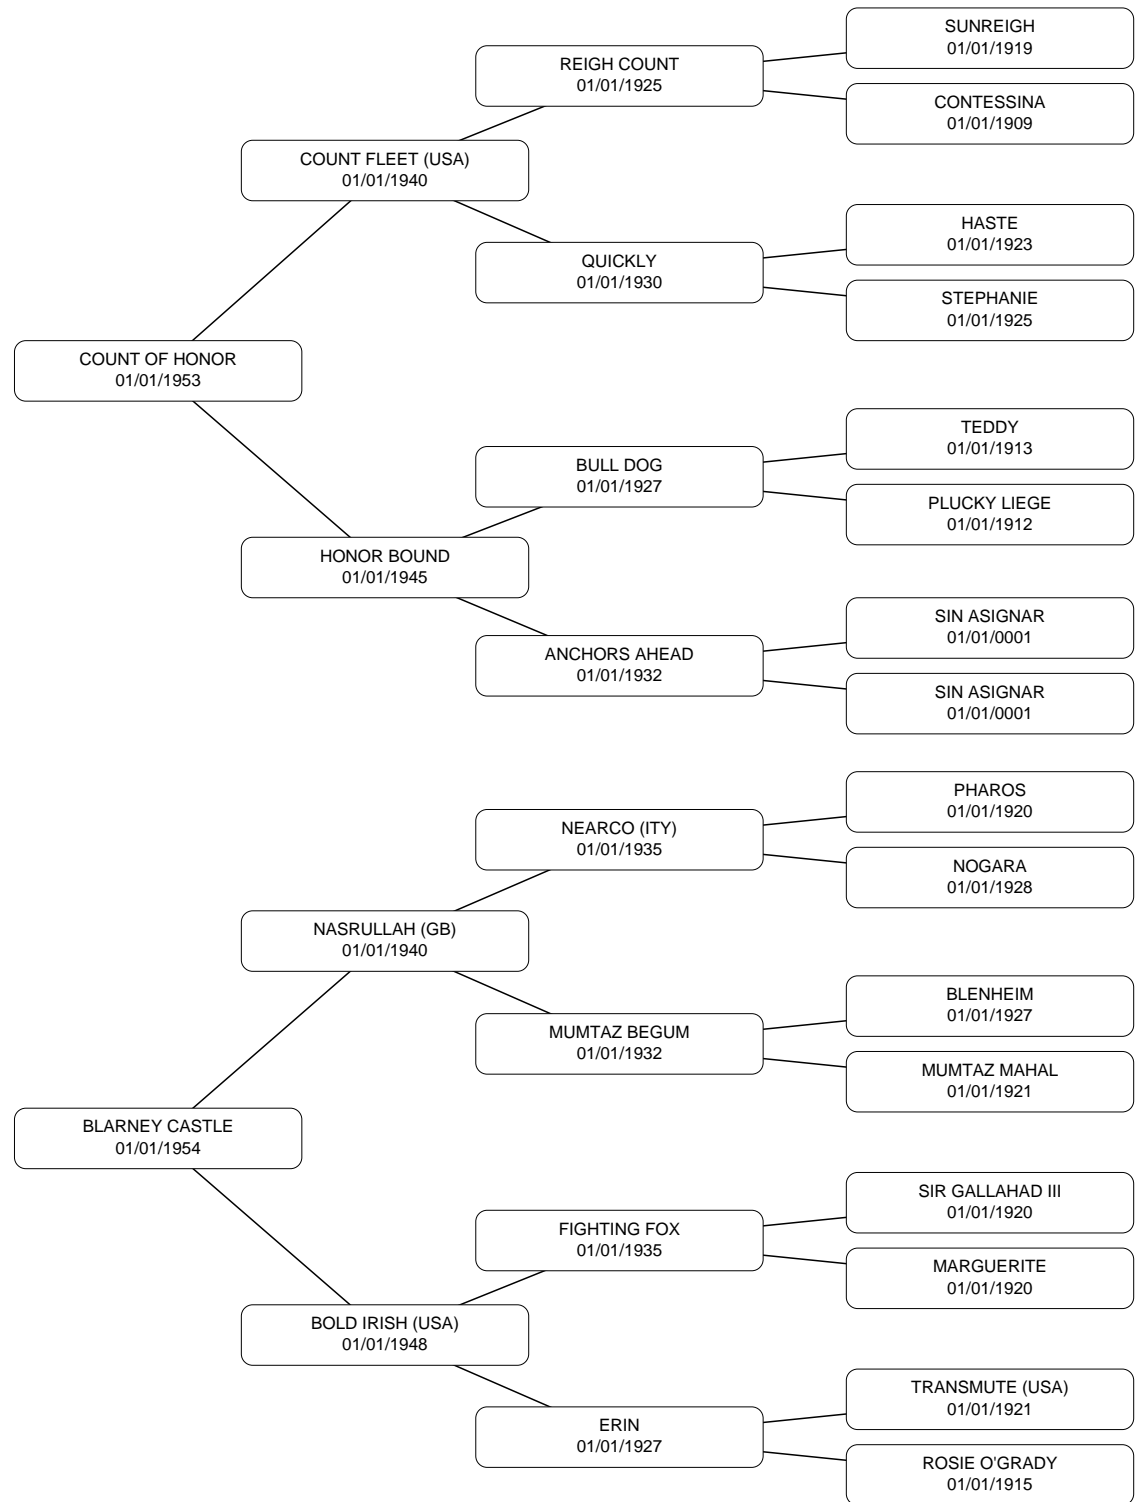 SUNREIGH
01/01/1919
REIGH COUNT
01/01/1925
CONTESSINA
01/01/1909
COUNT FLEET (USA)
01/01/1940
HASTE
01/01/1923
QUICKLY
01/01/1930
STEPHANIE
01/01/1925
COUNT OF HONOR
01/01/1953
TEDDY
01/01/1913
BULL DOG
01/01/1927
PLUCKY LIEGE
01/01/1912
HONOR BOUND
01/01/1945
SIN ASIGNAR
01/01/0001
ANCHORS AHEAD
01/01/1932
SIN ASIGNAR
01/01/0001
PHAROS
01/01/1920
NEARCO (ITY)
01/01/1935
NOGARA
01/01/1928
NASRULLAH (GB)
01/01/1940
BLENHEIM
01/01/1927
MUMTAZ BEGUM
01/01/1932
MUMTAZ MAHAL
01/01/1921
BLARNEY CASTLE
01/01/1954
SIR GALLAHAD III
01/01/1920
FIGHTING FOX
01/01/1935
MARGUERITE
01/01/1920
BOLD IRISH (USA)
01/01/1948
TRANSMUTE (USA)
01/01/1921
ERIN
01/01/1927
ROSIE O'GRADY
01/01/1915